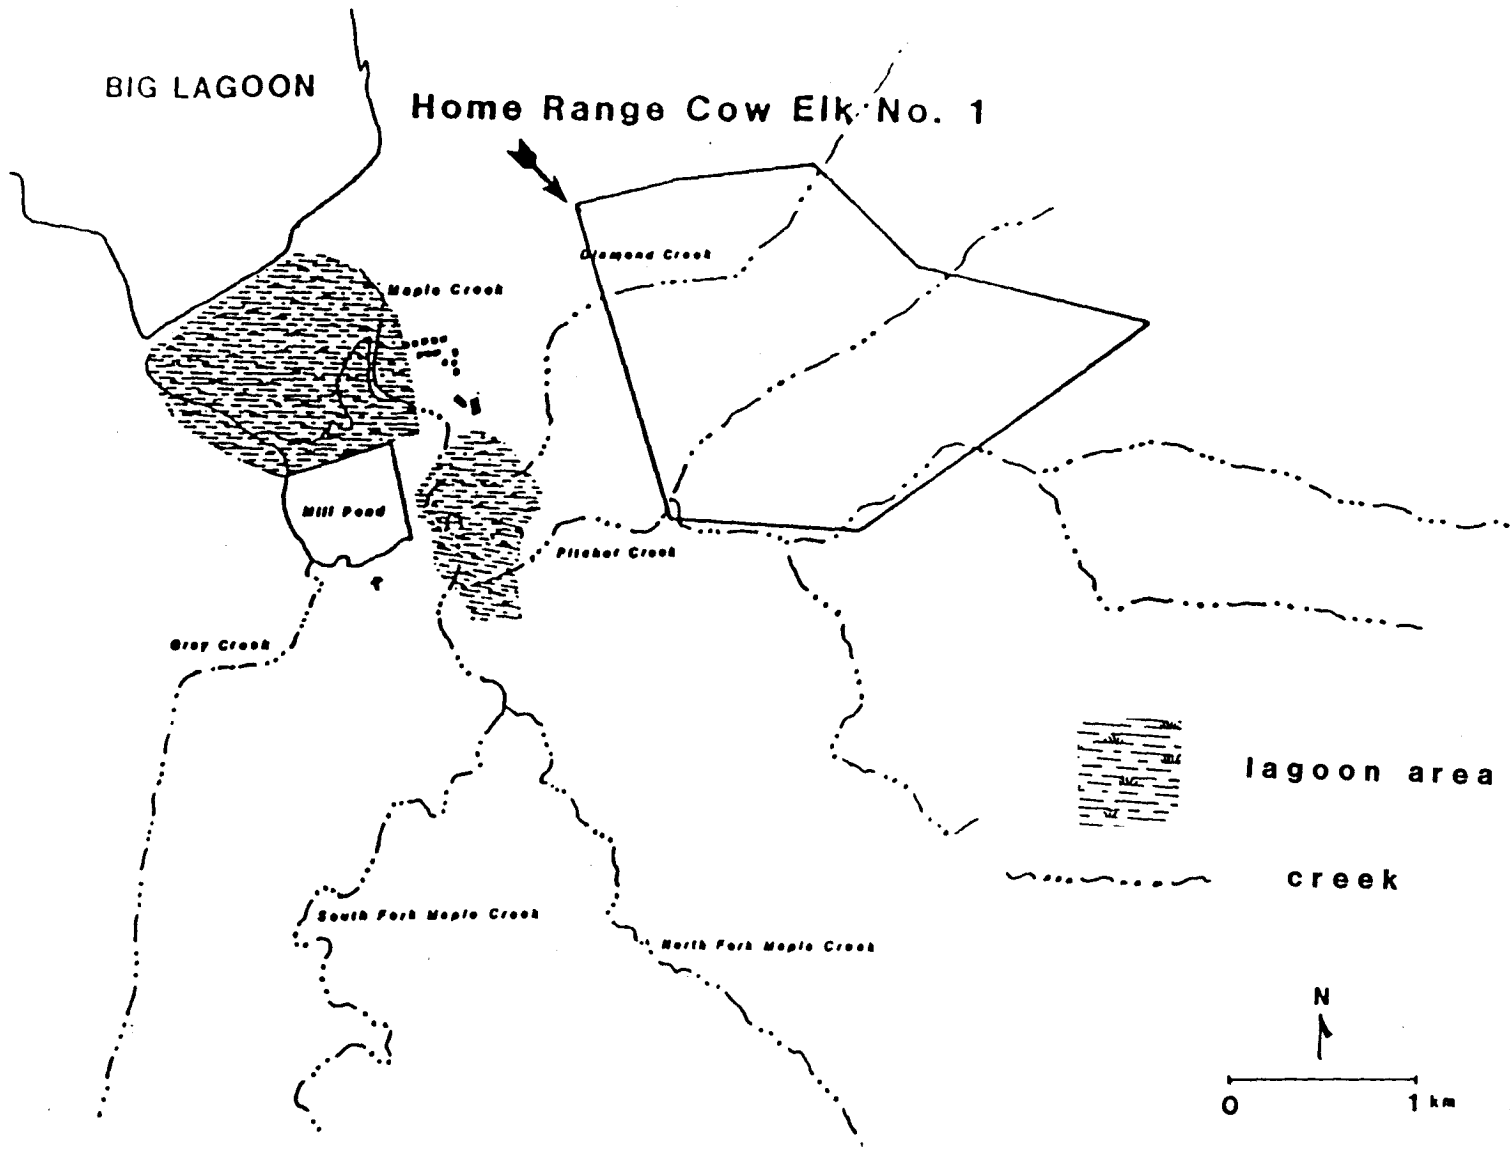 BIG LAGOON
Home Range Cow Elk No. 1
Diamond Creek
Maple Creek
Mill Pond
Pitcher Creek
Gray Creek
lagoon area
creek
South Fork Maple Creek
North Fork Maple Creek
N
0 1 km